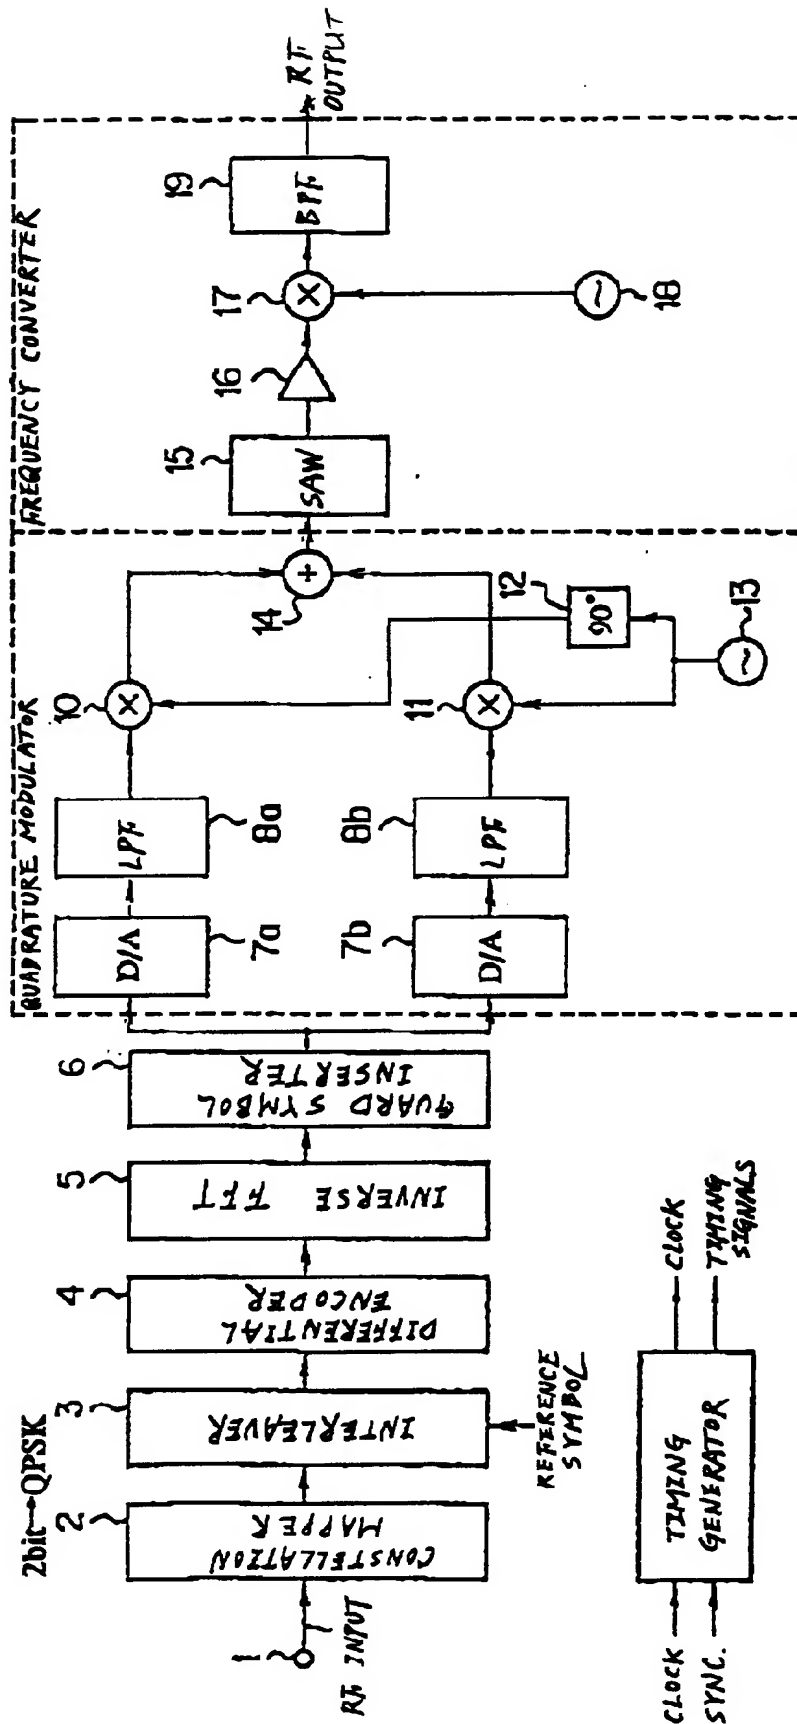 2bit→QPSK
RF INPUT
1
2
CONSTELLATION
MAPPER
3
INTERLEAVER
REFERENCE
SYMBOL
4
DIFFERENTIAL
ENCODER
5
INVERSE FFT
6
GUARD SYMBOL
INSERTER
QUADRATURE MODULATOR
D/A
7a
LPF
8a
10
×
D/A
7b
LPF
8b
11
×
14
+
12
90°
~
13
FREQUENCY CONVERTER
15
SAW
16
17
×
~
18
19
BPF
RF
OUTPUT
CLOCK
SYNC.
TIMING
GENERATOR
CLOCK
TIMING
SIGNALS